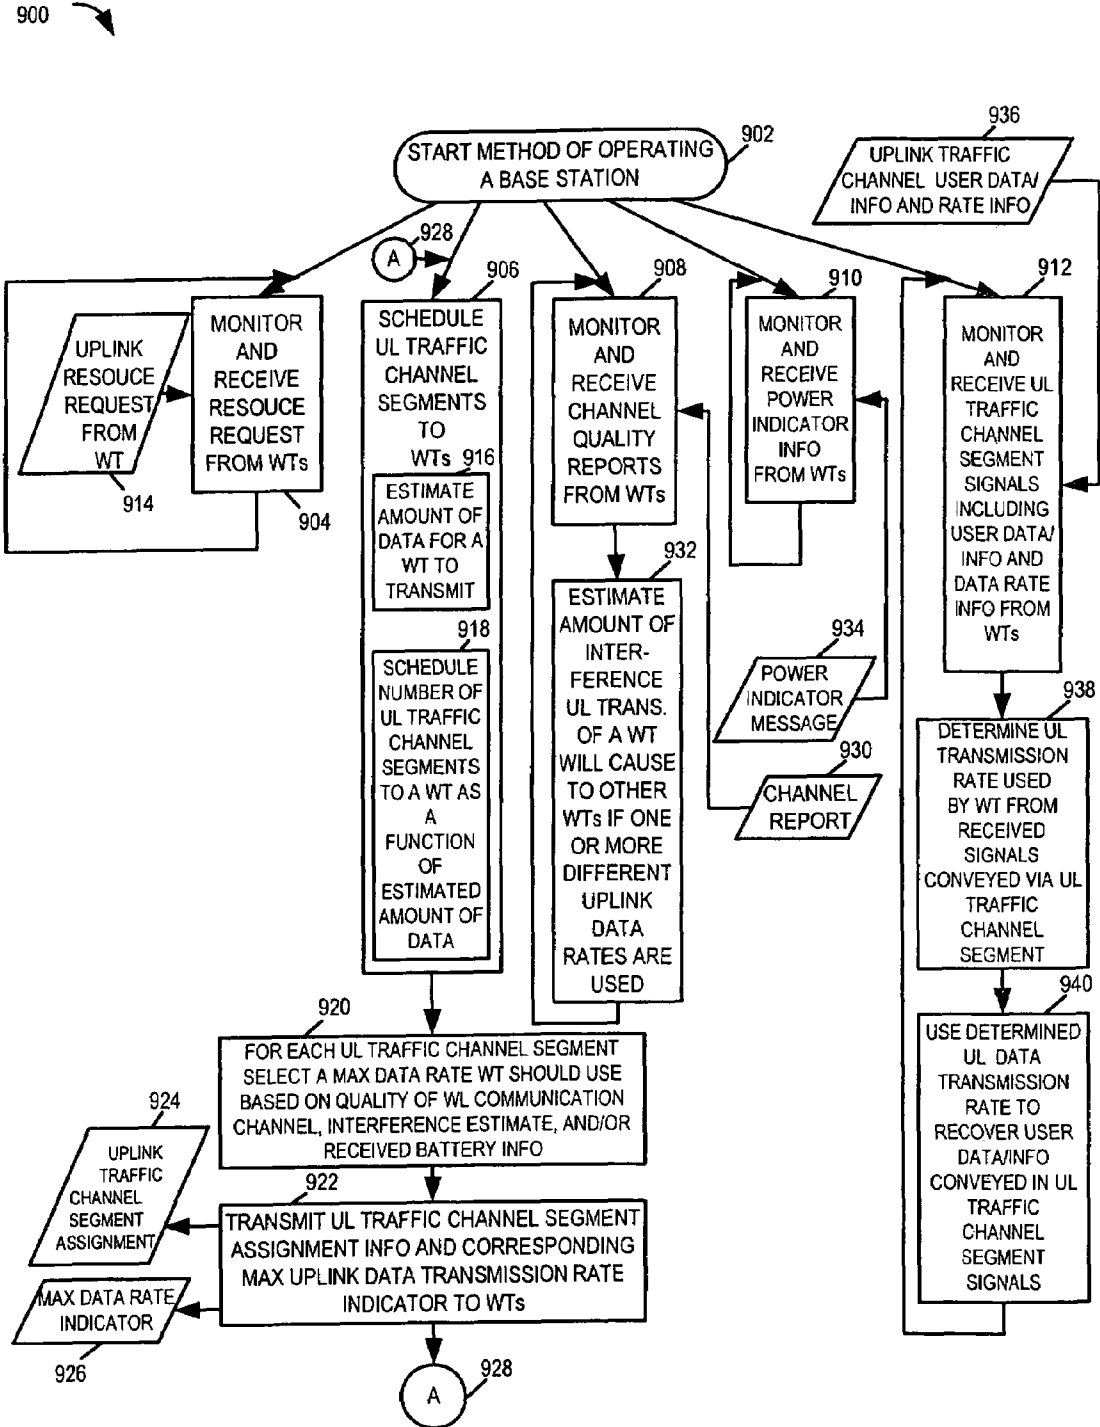 900
START METHOD OF OPERATING
A BASE STATION
902
936
UPLINK TRAFFIC
CHANNEL USER DATA/
INFO AND RATE INFO
A
928
914
UPLINK
RESOUCE
REQUEST
FROM
WT
MONITOR
AND
RECEIVE
RESOUCE
REQUEST
FROM WTs
904
906
SCHEDULE
UL TRAFFIC
CHANNEL
SEGMENTS
TO
WTs
916
ESTIMATE
AMOUNT OF
DATA FOR A
WT TO
TRANSMIT
918
SCHEDULE
NUMBER OF
UL TRAFFIC
CHANNEL
SEGMENTS
TO A WT AS
A
FUNCTION
OF
ESTIMATED
AMOUNT OF
DATA
908
MONITOR
AND
RECEIVE
CHANNEL
QUALITY
REPORTS
FROM WTs
932
ESTIMATE
AMOUNT OF
INTER-
FERENCE
UL TRANS.
OF A WT
WILL CAUSE
TO OTHER
WTs IF ONE
OR MORE
DIFFERENT
UPLINK
DATA
RATES ARE
USED
910
MONITOR
AND
RECEIVE
POWER
INDICATOR
INFO
FROM WTs
934
POWER
INDICATOR
MESSAGE
930
CHANNEL
REPORT
912
MONITOR
AND
RECEIVE UL
TRAFFIC
CHANNEL
SEGMENT
SIGNALS
INCLUDING
USER DATA/
INFO AND
DATA RATE
INFO FROM
WTs
938
DETERMINE UL
TRANSMISSION
RATE USED
BY WT FROM
RECEIVED
SIGNALS
CONVEYED VIA UL
TRAFFIC
CHANNEL
SEGMENT
940
USE DETERMINED
UL DATA
TRANSMISSION
RATE TO
RECOVER USER
DATA/INFO
CONVEYED IN UL
TRAFFIC
CHANNEL
SEGMENT
SIGNALS
920
FOR EACH UL TRAFFIC CHANNEL SEGMENT
SELECT A MAX DATA RATE WT SHOULD USE
BASED ON QUALITY OF WL COMMUNICATION
CHANNEL, INTERFERENCE ESTIMATE, AND/OR
RECEIVED BATTERY INFO
924
UPLINK
TRAFFIC
CHANNEL
SEGMENT
ASSIGNMENT
922
TRANSMIT UL TRAFFIC CHANNEL SEGMENT
ASSIGNMENT INFO AND CORRESPONDING
MAX UPLINK DATA TRANSMISSION RATE
INDICATOR TO WTs
MAX DATA RATE
INDICATOR
926
A
928